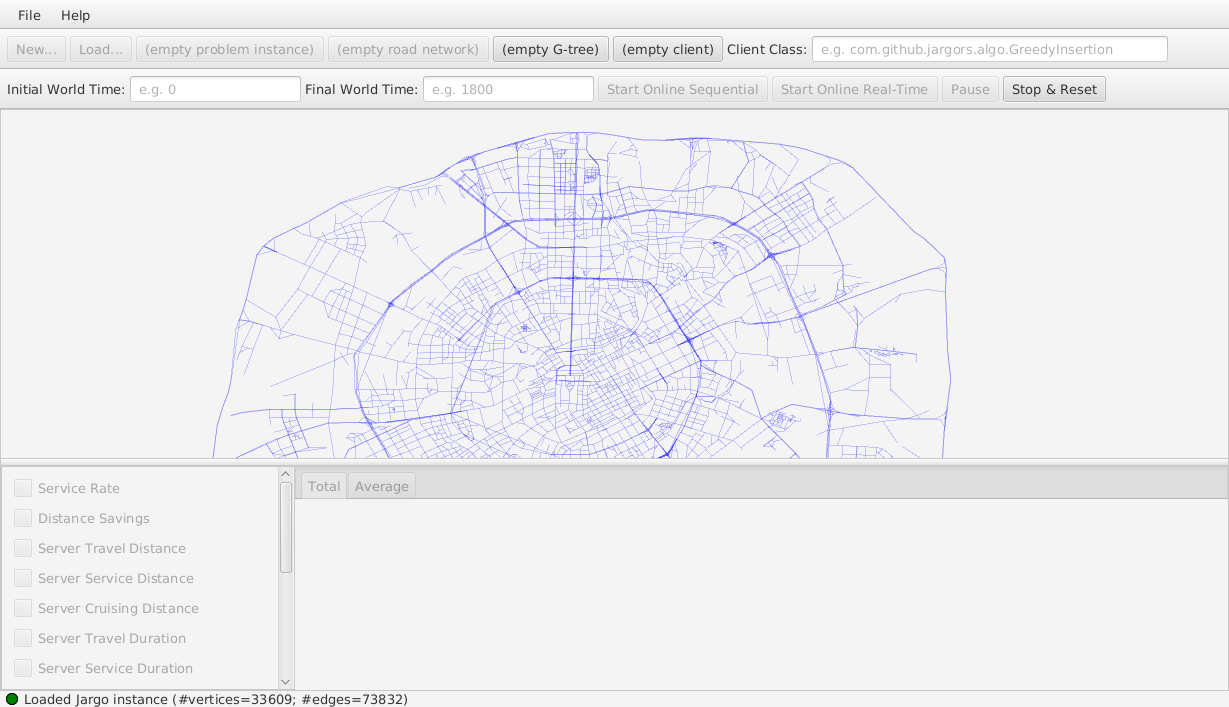 File Help
New... Load... (empty problem instance) (empty road network) (empty G-tree) (empty client) Client Class: e.g. com.github.jargors.algo.GreedyInsertion
Initial World Time: e.g. 0 Final World Time: e.g. 1800 Start Online Sequential Start Online Real-Time Pause Stop & Reset
Service Rate
Distance Savings
Server Travel Distance
Server Service Distance
Server Cruising Distance
Server Travel Duration
Server Service Duration
Total Average
Loaded Jargo instance (#vertices=33609; #edges=73832)